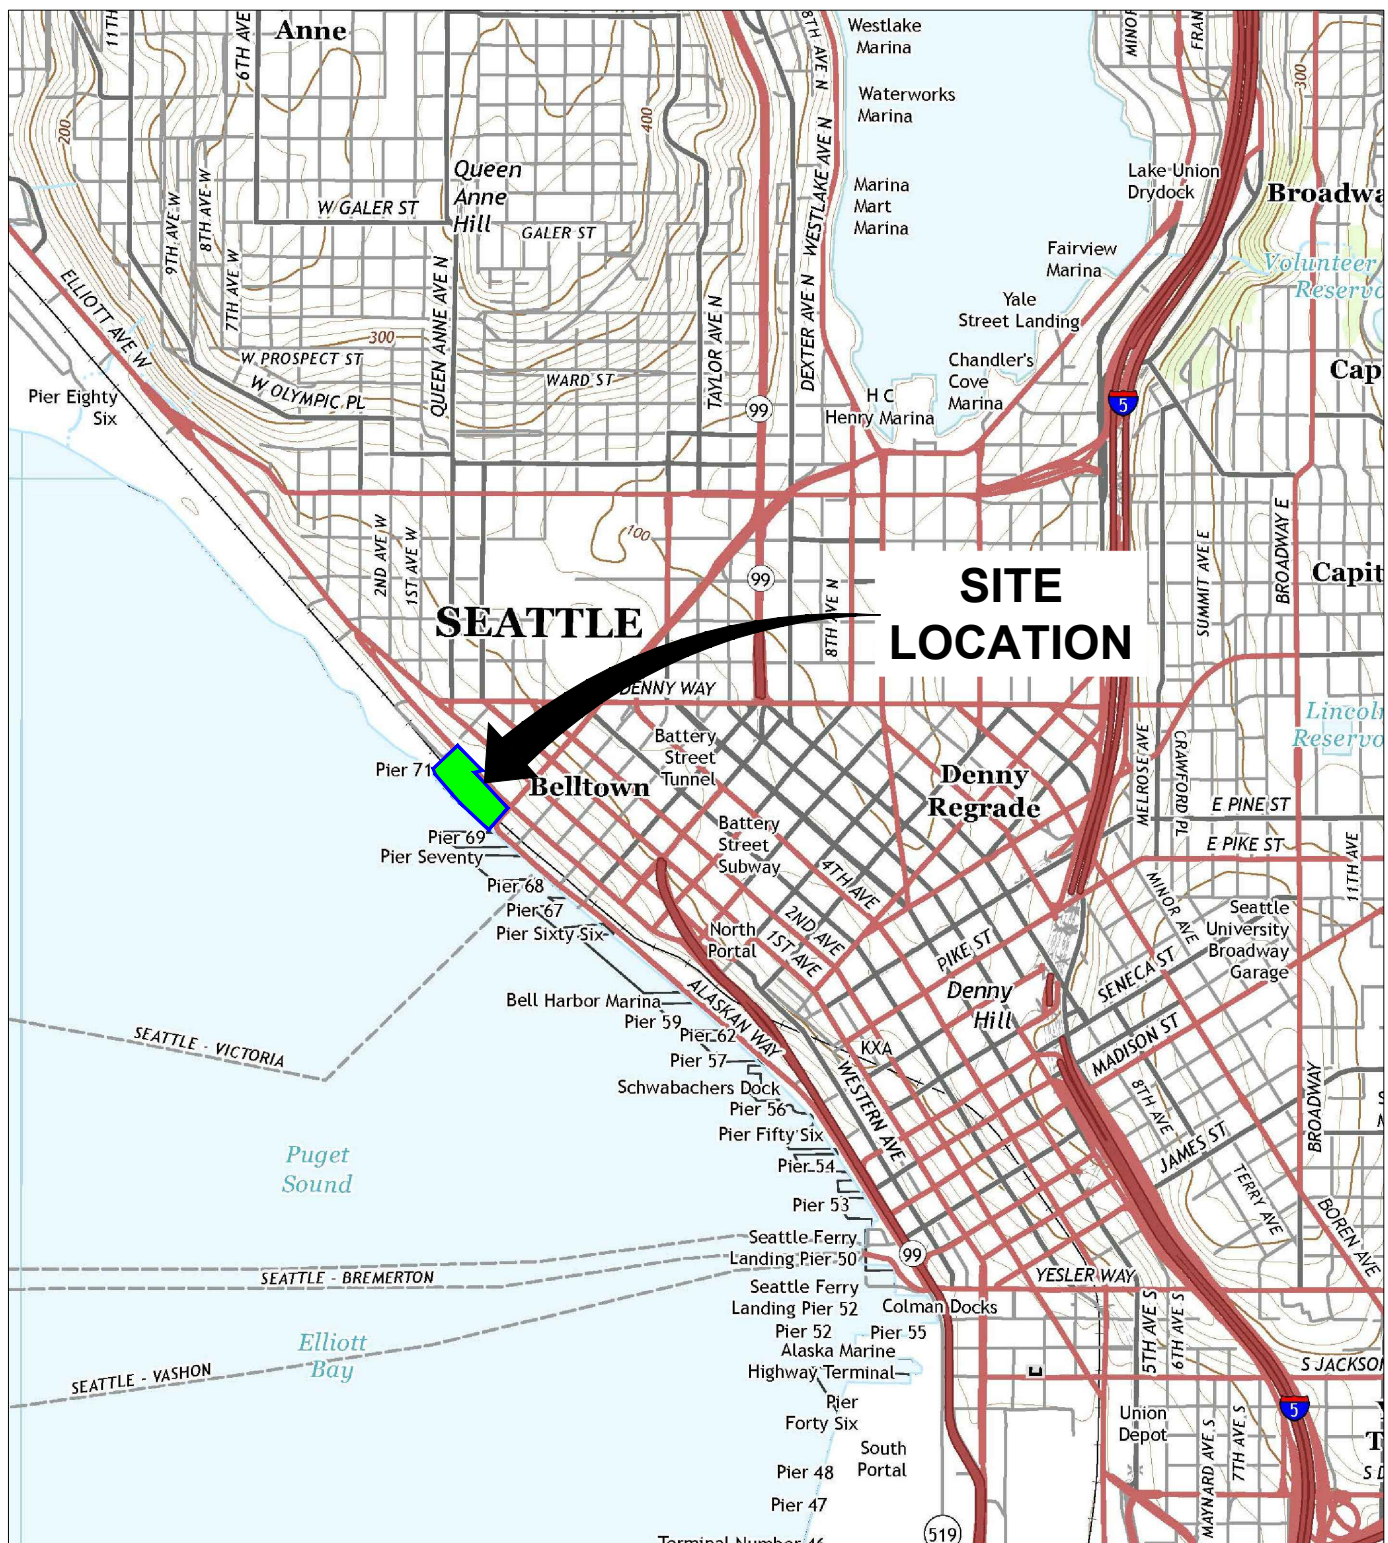 Anne
11TH
6TH AVE
200
9TH AVE W
8TH AVE W
7TH AVE W
W GALER ST
Queen
Anne
Hill
GALER ST
400
QUEEN ANNE AVE N
TAYLOR AVE N
DEXTER AVE N
WESTLAKE AVE N
8TH AVE N
Westlake
Marina
Waterworks
Marina
Marina
Mart
Marina
MINOR
FRAN
300
Lake Union
Drydock
Broadwa
Volunteer
Reservo
Fairview
Marina
Yale
Street Landing
Chandler's
Cove
Marina
H C
Henry Marina
Cap
5
ELLIOTT AVE W
300
W PROSPECT ST
W OLYMPIC PL
WARD ST
99
Pier Eighty
Six
2ND AVE W
1ST AVE W
100
99
8TH AVE N
SITE
LOCATION
SUMMIT AVE E
BROADWAY E
Capit
SEATTLE
DENNY WAY
Lincoln
Reservo
Pier 71
Belltown
Battery
Street
Tunnel
Denny
Regrade
MELROSE AVE
CRAWFORD PL
E PINE ST
E PIKE ST
11TH AVE
Pier 69
Pier Seventy
Pier 68
Pier 67
Pier Sixty Six
Battery
Street
Subway
4TH AVE
2ND AVE
1ST AVE
North
Portal
PIKE ST
MINOR AVE
Seattle
University
Broadway
Garage
SENECA ST
Denny
Hill
MADISON ST
Bell Harbor Marina
Pier 59
Pier 62
Pier 57
ALASKAN WAY
KXA
WESTERN AVE
SEATTLE - VICTORIA
Schwabachers Dock
Pier 56
Pier Fifty Six
Pier 54
Pier 53
8TH AVE
JAMES ST
TERRY AVE
BROADWAY
BOREN AVE
Puget
Sound
Seattle Ferry
Landing Pier 50
99
SEATTLE - BREMERTON
Seattle Ferry
Landing Pier 52
Colman Docks
YESLER WAY
Pier 52
Pier 55
Alaska Marine
Highway Terminal
5TH AVE S
6TH AVE S
S JACKSO
Elliott
Bay
SEATTLE - VASHON
Pier
Forty Six
5
Union
Depot
MAYNARD AVE S
7TH AVE S
T
S D
South
Portal
Pier 48
Pier 47
519
Terminal Number 46